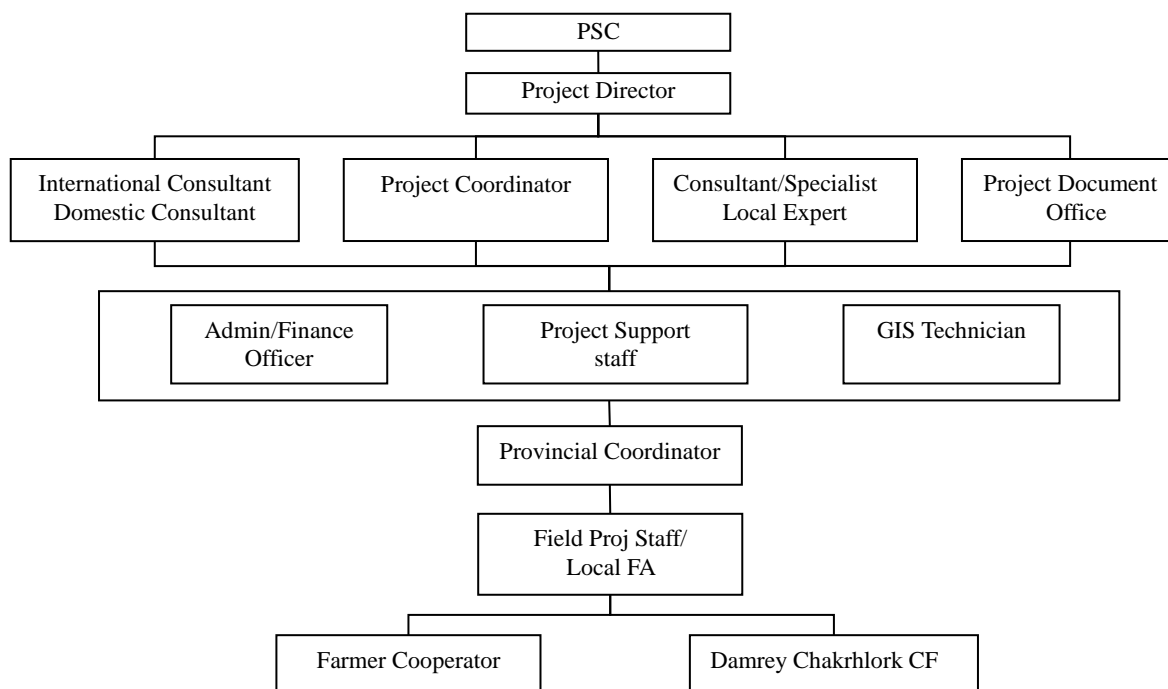 PSC
Project Director
International Consultant
Domestic Consultant
Project Coordinator
Consultant/Specialist
Local Expert
Project Document
Office
Admin/Finance
Officer
Project Support
staff
GIS Technician
Provincial Coordinator
Field Proj Staff/
Local FA
Farmer Cooperator
Damrey Chakrhlork CF